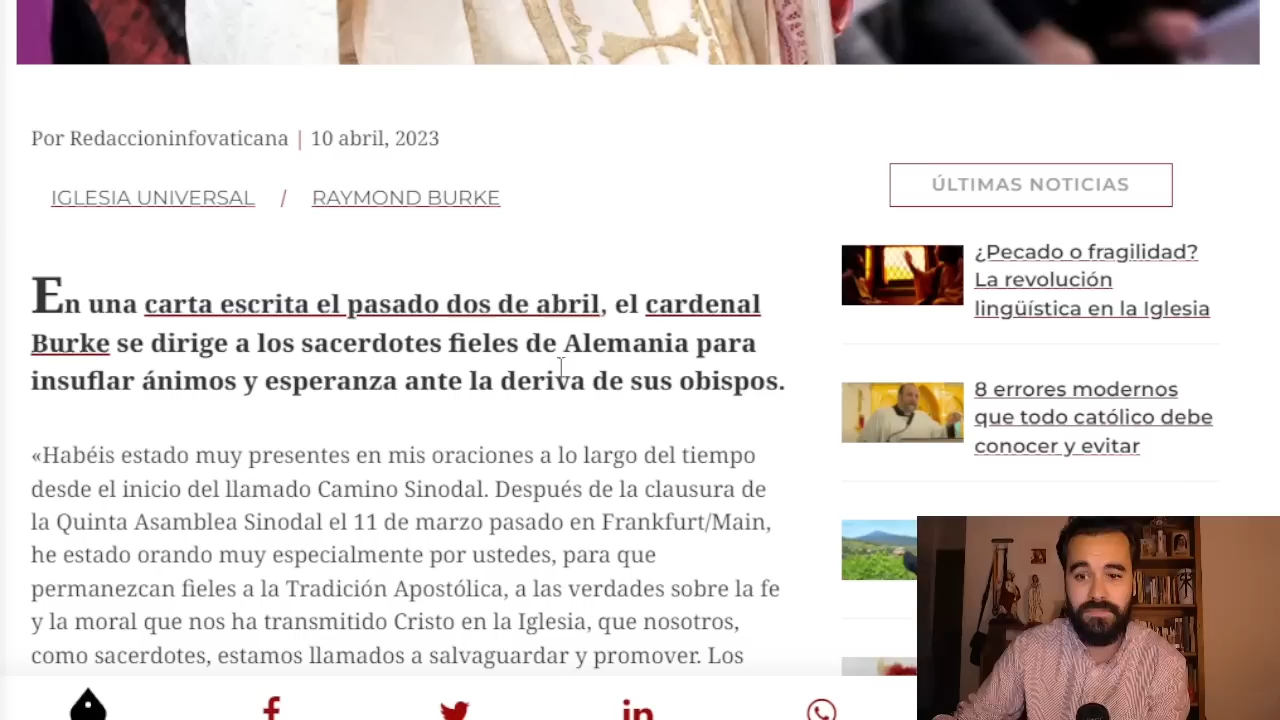 Por Redaccioninfovaticana | 10 abril, 2023
IGLESIA UNIVERSAL / RAYMOND BURKE
En una carta escrita el pasado dos de abril, el cardenal
Burke se dirige a los sacerdotes fieles de Alemania para
insuflar ánimos y esperanza ante la deriva de sus obispos.
«Habéis estado muy presentes en mis oraciones a lo largo del tiempo
desde el inicio del llamado Camino Sinodal. Después de la clausura de
la Quinta Asamblea Sinodal el 11 de marzo pasado en Frankfurt/Main,
he estado orando muy especialmente por ustedes, para que
permanezcan fieles a la Tradición Apostólica, a las verdades sobre la fe
y la moral que nos ha transmitido Cristo en la Iglesia, que nosotros,
como sacerdotes, estamos llamados a salvaguardar y promover. Los
ÚLTIMAS NOTICIAS
¿Pecado o fragilidad?
La revolución
lingüística en la Iglesia
8 errores modernos
que todo católico debe
conocer y evitar